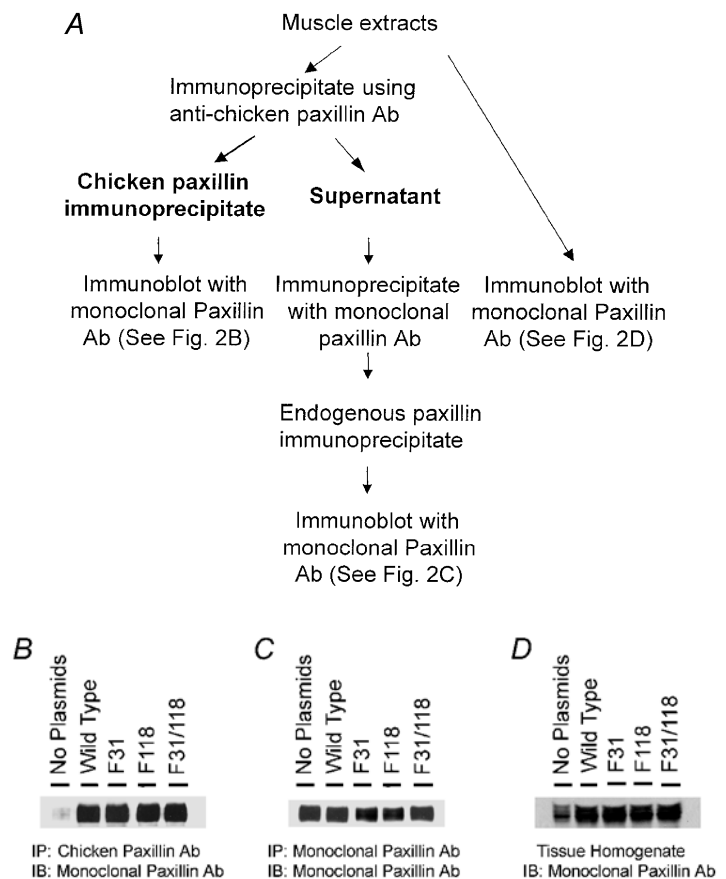 A
Muscle extracts
Immunoprecipitate using
anti-chicken paxillin Ab
Chicken paxillin
immunoprecipitate
Supernatant
Immunoblot with
monoclonal Paxillin
Ab (See Fig. 2B)
Immunoprecipitate
with monoclonal
paxillin Ab
Immunoblot with
monoclonal Paxillin
Ab (See Fig. 2D)
Endogenous paxillin
immunoprecipitate
Immunoblot with
monoclonal Paxillin
Ab (See Fig. 2C)
B
No Plasmids
Wild Type
F31
F118
F31/118
IP: Chicken Paxillin Ab
IB: Monoclonal Paxillin Ab
C
No Plasmids
Wild Type
F31
F118
F31/118
IP: Monoclonal Paxillin Ab
IB: Monoclonal Paxillin Ab
D
No Plasmids
Wild Type
F31
F118
F31/118
Tissue Homogenate
IB: Monoclonal Paxillin Ab